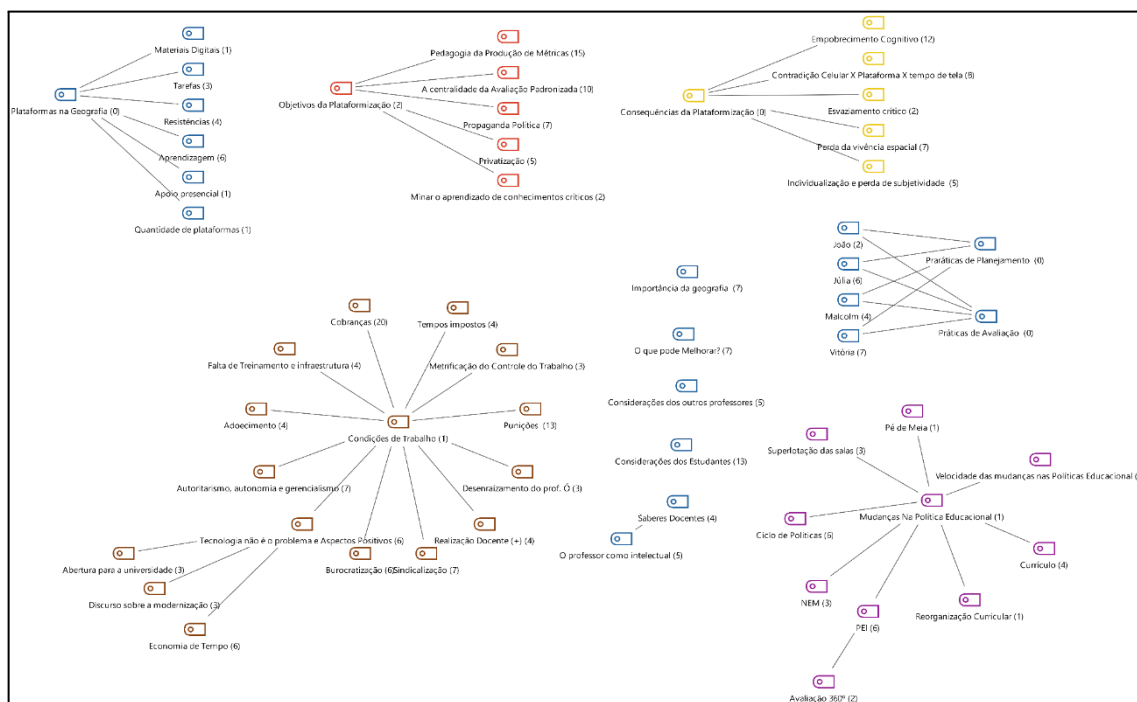 Materiais Digitais (1)
Tarefas (3)
Plataformas na Geografia (0)
Resistências (4)
Aprendizagem (6)
Apoio presencial (1)
Quantidade de plataformas (1)
Pedagogia da Produção de Métricas (15)
A centralidade da Avaliação Padronizada (10)
Objetivos da Plataformização (2)
Propaganda Política (7)
Privatização (5)
Minar o aprendizado de conhecimentos críticos (2)
Empobrecimento Cognitivo (12)
Contradição Celular X Plataforma X tempo de tela (8)
Consequências da Plataformização (0)
Esvaziamento crítico (2)
Perda da vivência espacial (7)
Individualização e perda de subjetividade (5)
João (2)
Praráticas de Planejamento (0)
Júlia (6)
Malcolm (4)
Práticas de Avaliação (0)
Vitória (7)
Importância da geografia (7)
O que pode Melhorar? (7)
Considerações dos outros professores (5)
Considerações dos Estudantes (13)
Saberes Docentes (4)
O professor como intelectual (5)
Cobranças (20)
Tempos impostos (4)
Falta de Treinamento e infraestrutura (4)
Metrificação do Controle do Trabalho (3)
Adoecimento (4)
Punições (13)
Condições de Trabalho (1)
Autoritarismo, autonomia e gerencialismo (7)
Desenraizamento do prof. Ó (3)
Tecnologia não é o problema e Aspectos Positivos (6)
Realização Docente (+) (4)
Abertura para a universidade (3)
Burocratização (6)
Sindicalização (7)
Discurso sobre a modernização (3)
Economia de Tempo (6)
Pé de Meia (1)
Superlotação das salas (3)
Velocidade das mudanças nas Políticas Educacional (
Mudanças Na Política Educacional (1)
Ciclo de Políticas (6)
Currículo (4)
NEM (3)
Reorganização Curricular (1)
PEI (6)
Avaliação 360º (2)